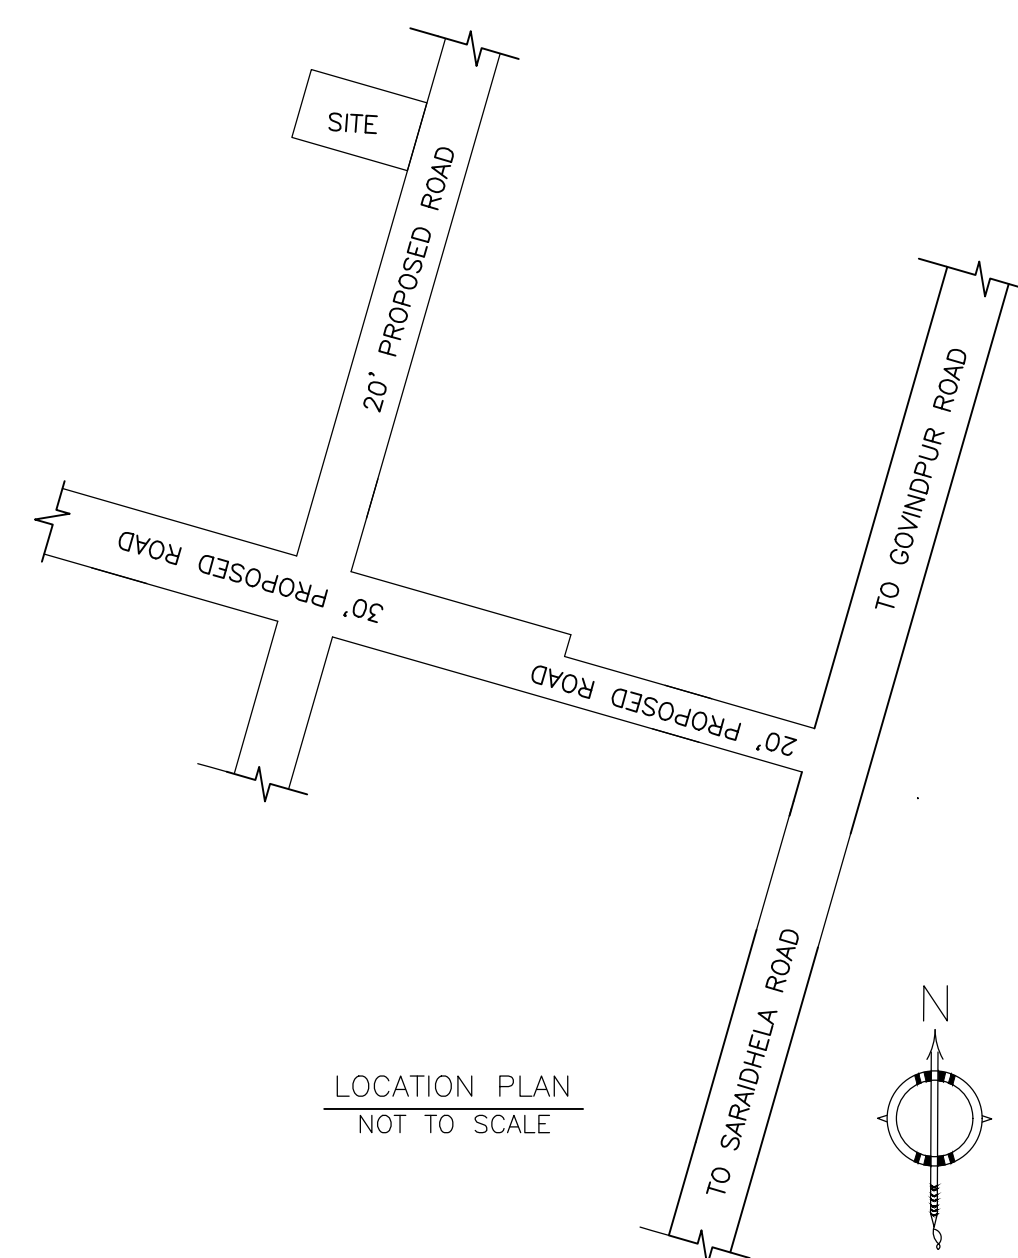 SITE
20' PROPOSED ROAD
TO GOVINDPUR ROAD
30' PROPOSED ROAD
20' PROPOSED ROAD
TO SARAIDHELA ROAD
N
LOCATION PLAN
NOT TO SCALE